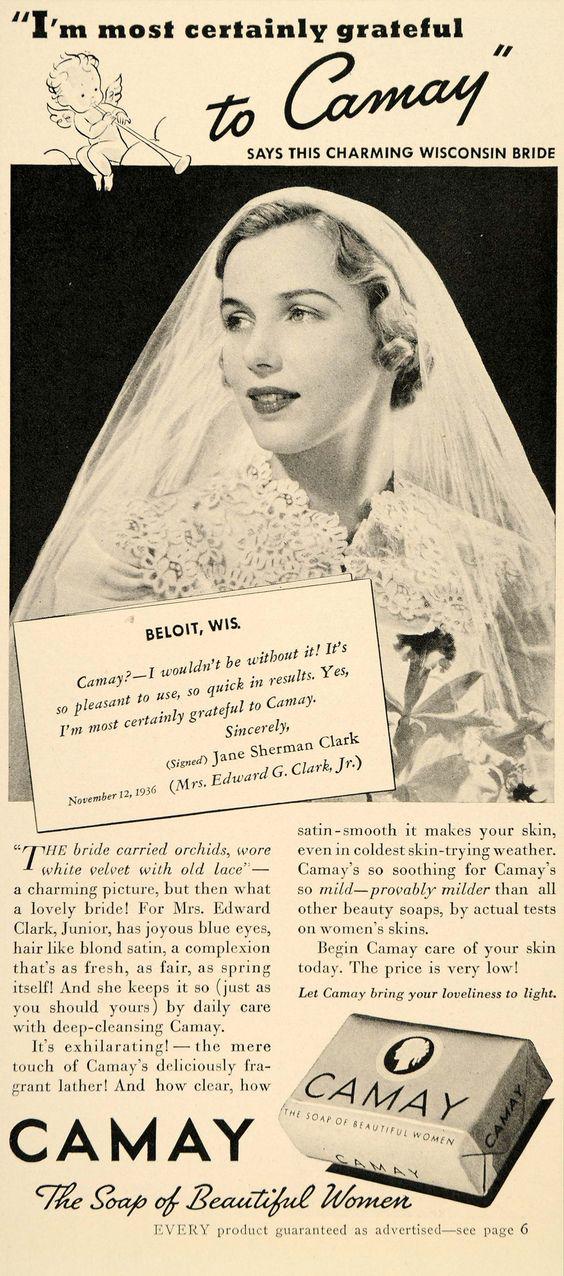 "I'm most certainly grateful
to Camay"
SAYS THIS CHARMING WISCONSIN BRIDE
BELOIT, WIS.
Camay?—I wouldn't be without it! It's
so pleasant to use, so quick in results. Yes,
I'm most certainly grateful to Camay.
Sincerely,
(Signed) Jane Sherman Clark
November 12, 1936 (Mrs. Edward G. Clark, Jr.)
"THE bride carried orchids, wore
white velvet with old lace"—
a charming picture, but then what
a lovely bride! For Mrs. Edward
Clark, Junior, has joyous blue eyes,
hair like blond satin, a complexion
that's as fresh, as fair, as spring
itself! And she keeps it so (just as
you should yours) by daily care
with deep-cleansing Camay.
It's exhilarating!—the mere
touch of Camay's deliciously fra-
grant lather! And how clear, how
satin-smooth it makes your skin,
even in coldest skin-trying weather.
Camay's so soothing for Camay's
so mild—provably milder than all
other beauty soaps, by actual tests
on women's skins.
Begin Camay care of your skin
today. The price is very low!
Let Camay bring your loveliness to light.
CAMAY
THE SOAP OF BEAUTIFUL WOMEN
CAMAY
CAMAY
CAMAY
The Soap of Beautiful Women
EVERY product guaranteed as advertised—see page 6